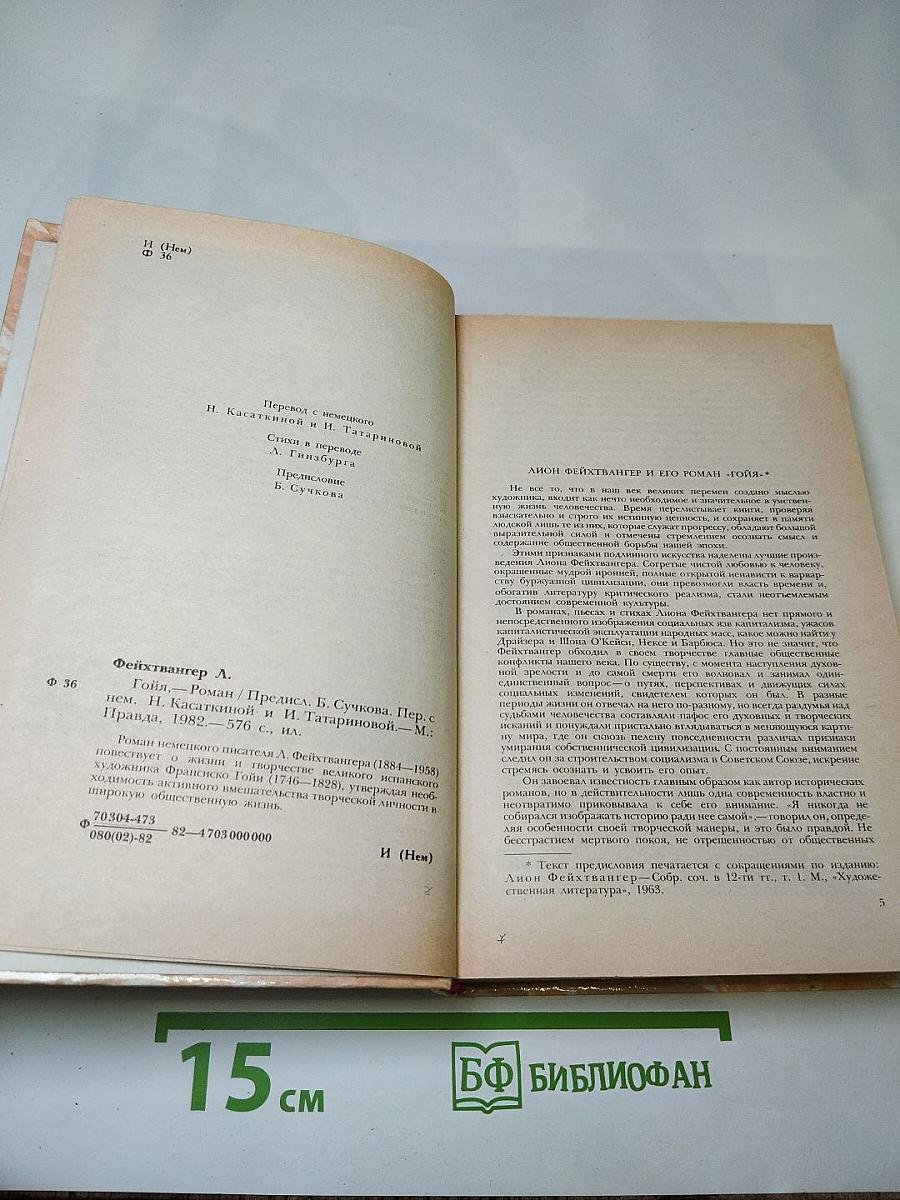 И (Нем)
Ф 36
Перевод с немецкого
Н. Касаткиной и И. Татариновой
Стихи в переводе
Л. Гинзбурга
Предисловие
Б. Сучкова
Фейхтвангер Л.
Ф 36 Гойя,— Роман / Предисл. Б. Сучкова. Пер. с
нем. Н. Касаткиной и И. Татариновой.— М.:
Правда, 1982.— 576 с., ил.
Роман немецкого писателя Л. Фейхтвангера (1884—1958)
повествует о жизни и творчестве великого испанского
художника Франсиско Гойи (1746—1828), утверждая необ-
ходимость активного вмешательства творческой личности в
широкую общественную жизнь.
Ф 70304-473
080(02)-82 82—4703000000
И (Нем)
ЛИОН ФЕЙХТВАНГЕР И ЕГО РОМАН «ГОЙЯ»*
Не все то, что в наш век великих перемен создано мыслью
художника, входит как нечто необходимое и значительное в умствен-
ную жизнь человечества. Время перелистывает книги, проверяя
взыскательно и строго их истинную ценность, и сохраняет в памяти
людской лишь те из них, которые служат прогрессу, обладают большой
выразительной силой и отмечены стремлением осознать смысл и
содержание общественной борьбы нашей эпохи.
Этими признаками подлинного искусства наделены лучшие произ-
ведения Лиона Фейхтвангера. Согретые чистой любовью к человеку,
окрашенные мудрой иронией, полные открытой ненависти к варвар-
ству буржуазной цивилизации, они превозмогли власть времени и,
обогатив литературу критического реализма, стали неотъемлемым
достоянием современной культуры.
В романах, пьесах и стихах Лиона Фейхтвангера нет прямого и
непосредственного изображения социальных язв капитализма, ужасов
капиталистической эксплуатации народных масс, какое можно найти у
Драйзера и Шона О'Кейси, Нексе и Барбюса. Но это не значит, что
Фейхтвангер обходил в своем творчестве главные общественные
конфликты нашего века. По существу, с момента наступления духов-
ной зрелости и до самой смерти его волновал и занимал один-
единственный вопрос—о путях, перспективах и движущих силах
социальных изменений, свидетелем которых он был. В разные
периоды жизни он отвечал на него по-разному, но всегда раздумья над
судьбами человечества составляли пафос его духовных и творческих
исканий и понуждали пристально вглядываться в меняющуюся карти-
ну мира, где он сквозь пелену повседневности различал признаки
умирания собственнической цивилизации. С постоянным вниманием
следил он за строительством социализма в Советском Союзе, искренне
стремясь осознать и усвоить его опыт.
Он завоевал известность главным образом как автор исторических
романов, но в действительности лишь одна современность властно и
неотвратимо приковывала к себе его внимание. «Я никогда не
собирался изображать историю ради нее самой»,— говорил он, опреде-
ляя особенности своей творческой манеры, и это было правдой. Не
бесстрастием мертвого покоя, не отрешенностью от общественных
* Текст предисловия печатается с сокращениями по изданию:
Лион Фейхтвангер—Собр. соч. в 12-ти тт., т. 1. М., «Художе-
ственная литература», 1963.
5
15 см
БФ БИБЛИОФАН